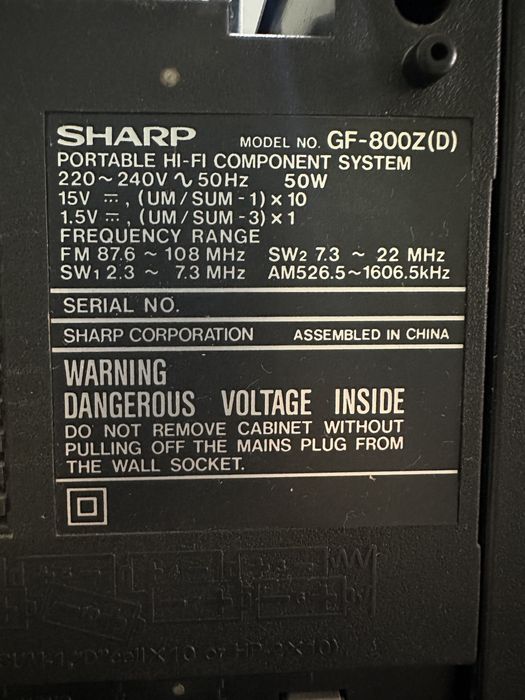 SHARP MODEL NO. GF-800Z(D)
PORTABLE HI-FI COMPONENT SYSTEM
220~240V ∿ 50Hz 50W
15V ⎓, (UM/SUM-1) × 10
1.5V ⎓, (UM/SUM-3) × 1
FREQUENCY RANGE
FM 87.6 ~ 108 MHz SW2 7.3 ~ 22 MHz
SW1 2.3 ~ 7.3 MHz AM526.5~1606.5kHz
SERIAL NO.
SHARP CORPORATION ASSEMBLED IN CHINA
WARNING
DANGEROUS VOLTAGE INSIDE
DO NOT REMOVE CABINET WITHOUT
PULLING OFF THE MAINS PLUG FROM
THE WALL SOCKET.